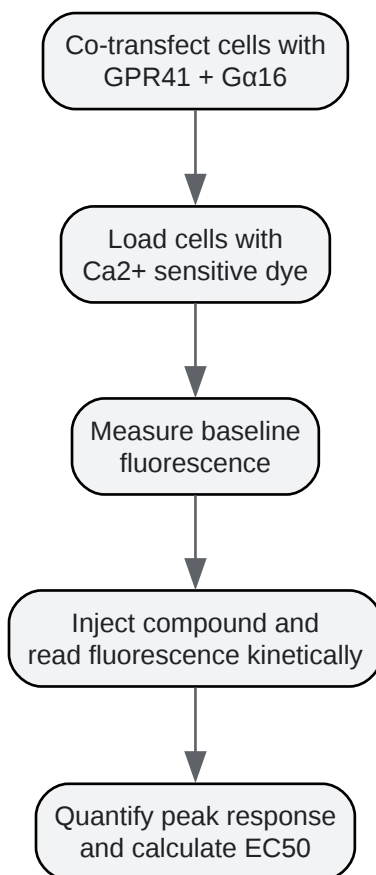 Co-transfect cells with
GPR41 + Gα16
Load cells with
Ca2+ sensitive dye
Measure baseline
fluorescence
Inject compound and
read fluorescence kinetically
Quantify peak response
and calculate EC50